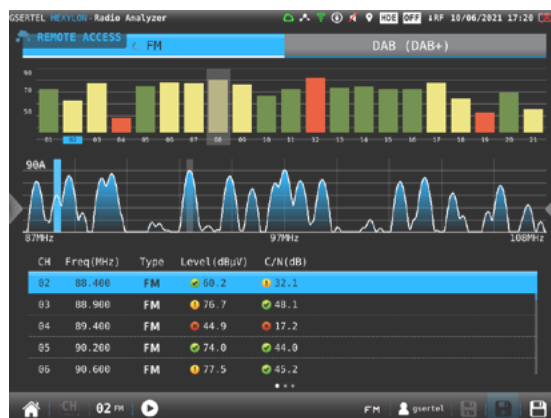 GSERTEL HEXYLON - Radio Analyzer HOE OFF ↓RF 10/06/2021 17:20
REMOTE ACCESS
< FM DAB (DAB+)
90
70
50
01 02 03 04 05 06 07 08 09 10 11 12 13 14 15 16 17 18 19 20 21
90A
87MHz 97MHz 108MHz
CH Freq(MHz) Type Level(dBµV) C/N(dB)
02 88.400 FM 60.2 32.1
03 88.900 FM 76.7 48.1
04 89.400 FM 44.9 17.2
05 90.200 FM 74.0 44.0
06 90.600 FM 77.5 45.2
CH 02 FM FM gsertel